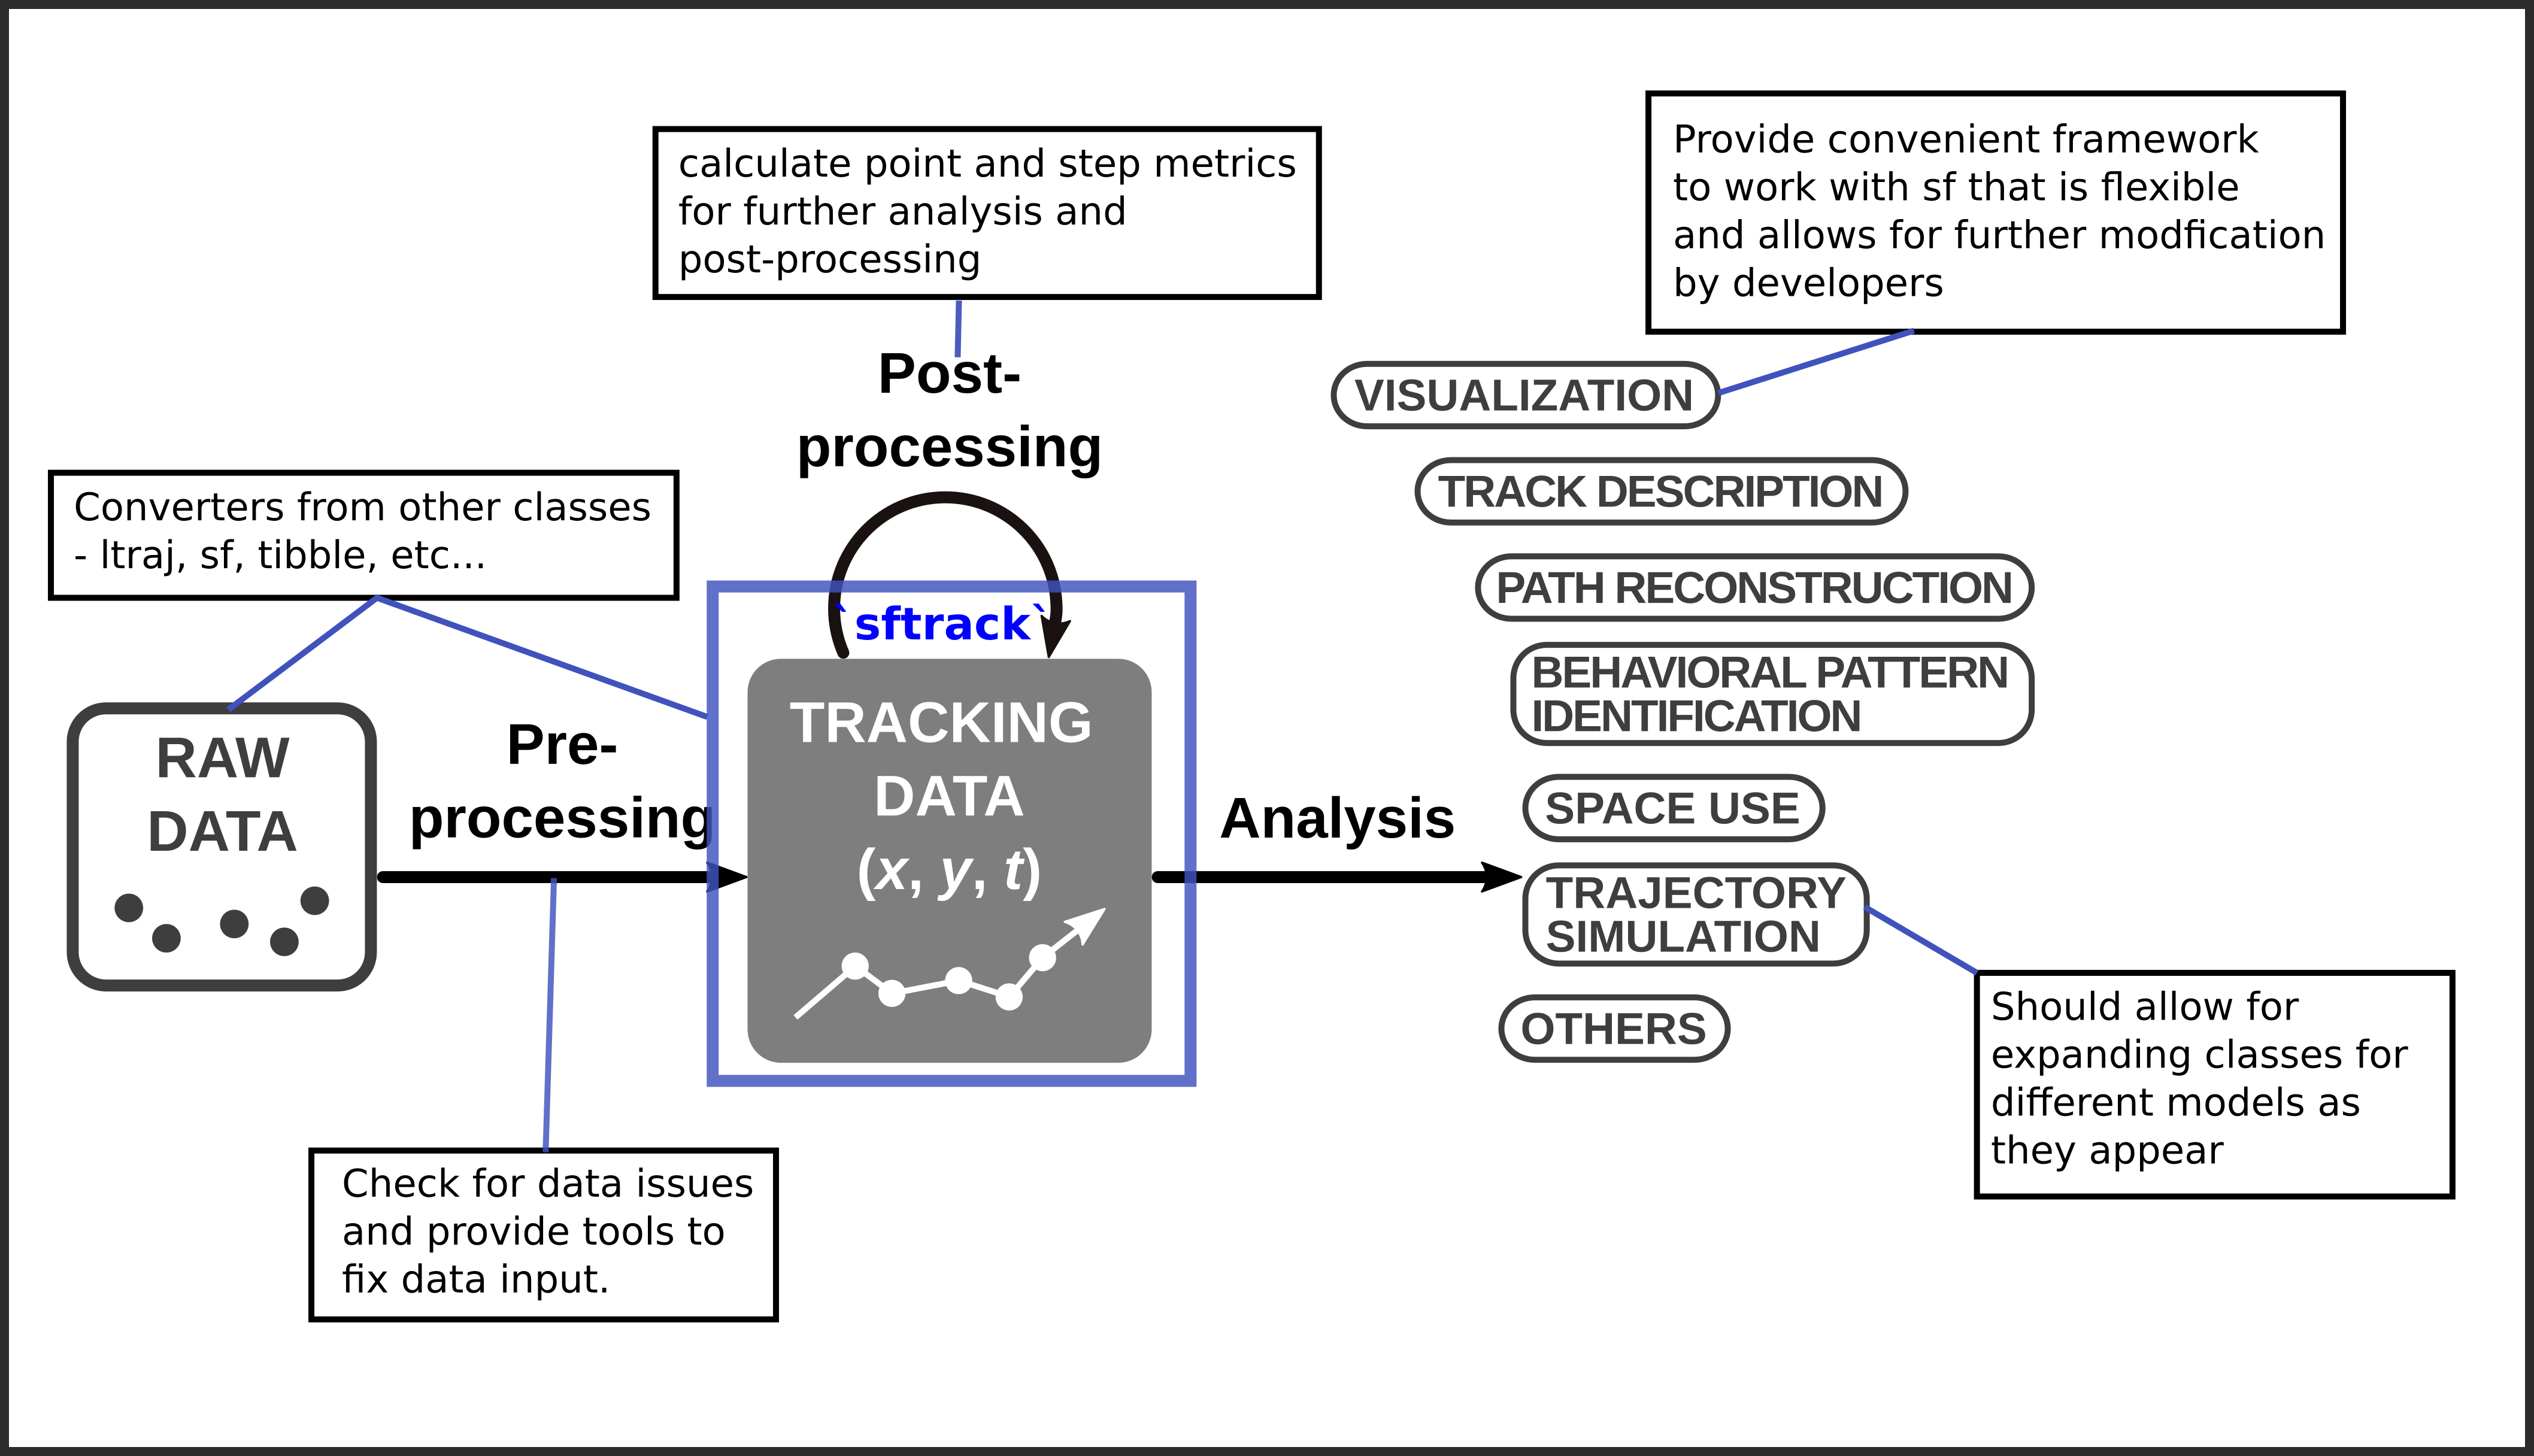 calculate point and step metrics
for further analysis and
post-processing
Provide convenient framework
to work with sf that is flexible
and allows for further modfication
by developers
Post-
processing
VISUALIZATION
TRACK DESCRIPTION
PATH RECONSTRUCTION
BEHAVIORAL PATTERN
IDENTIFICATION
SPACE USE
TRAJECTORY
SIMULATION
OTHERS
Converters from other classes
- ltraj, sf, tibble, etc...
`sftrack`
RAW
DATA
Pre-
processing
TRACKING
DATA
(x, y, t)
Analysis
Should allow for
expanding classes for
different models as
they appear
Check for data issues
and provide tools to
fix data input.